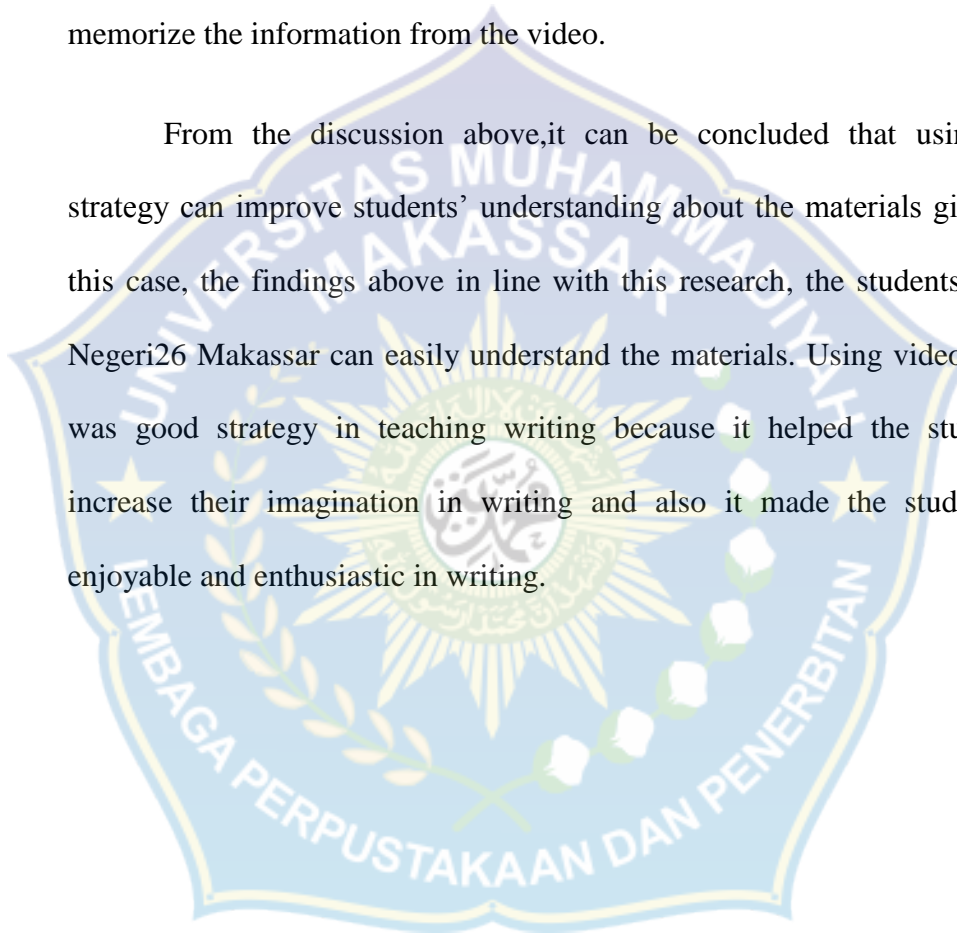 memorize the information from the video.
From the discussion above,it can be concluded that usin
strategy can improve students’ understanding about the materials gi
this case, the findings above in line with this research, the students
Negeri26 Makassar can easily understand the materials. Using video
was good strategy in teaching writing because it helped the stu
increase their imagination in writing and also it made the stud
enjoyable and enthusiastic in writing.
UNIVERSITAS MUHAMMADIYAH
MAKASSAR
LEMBAGA PERPUSTAKAAN DAN PENERBITAN